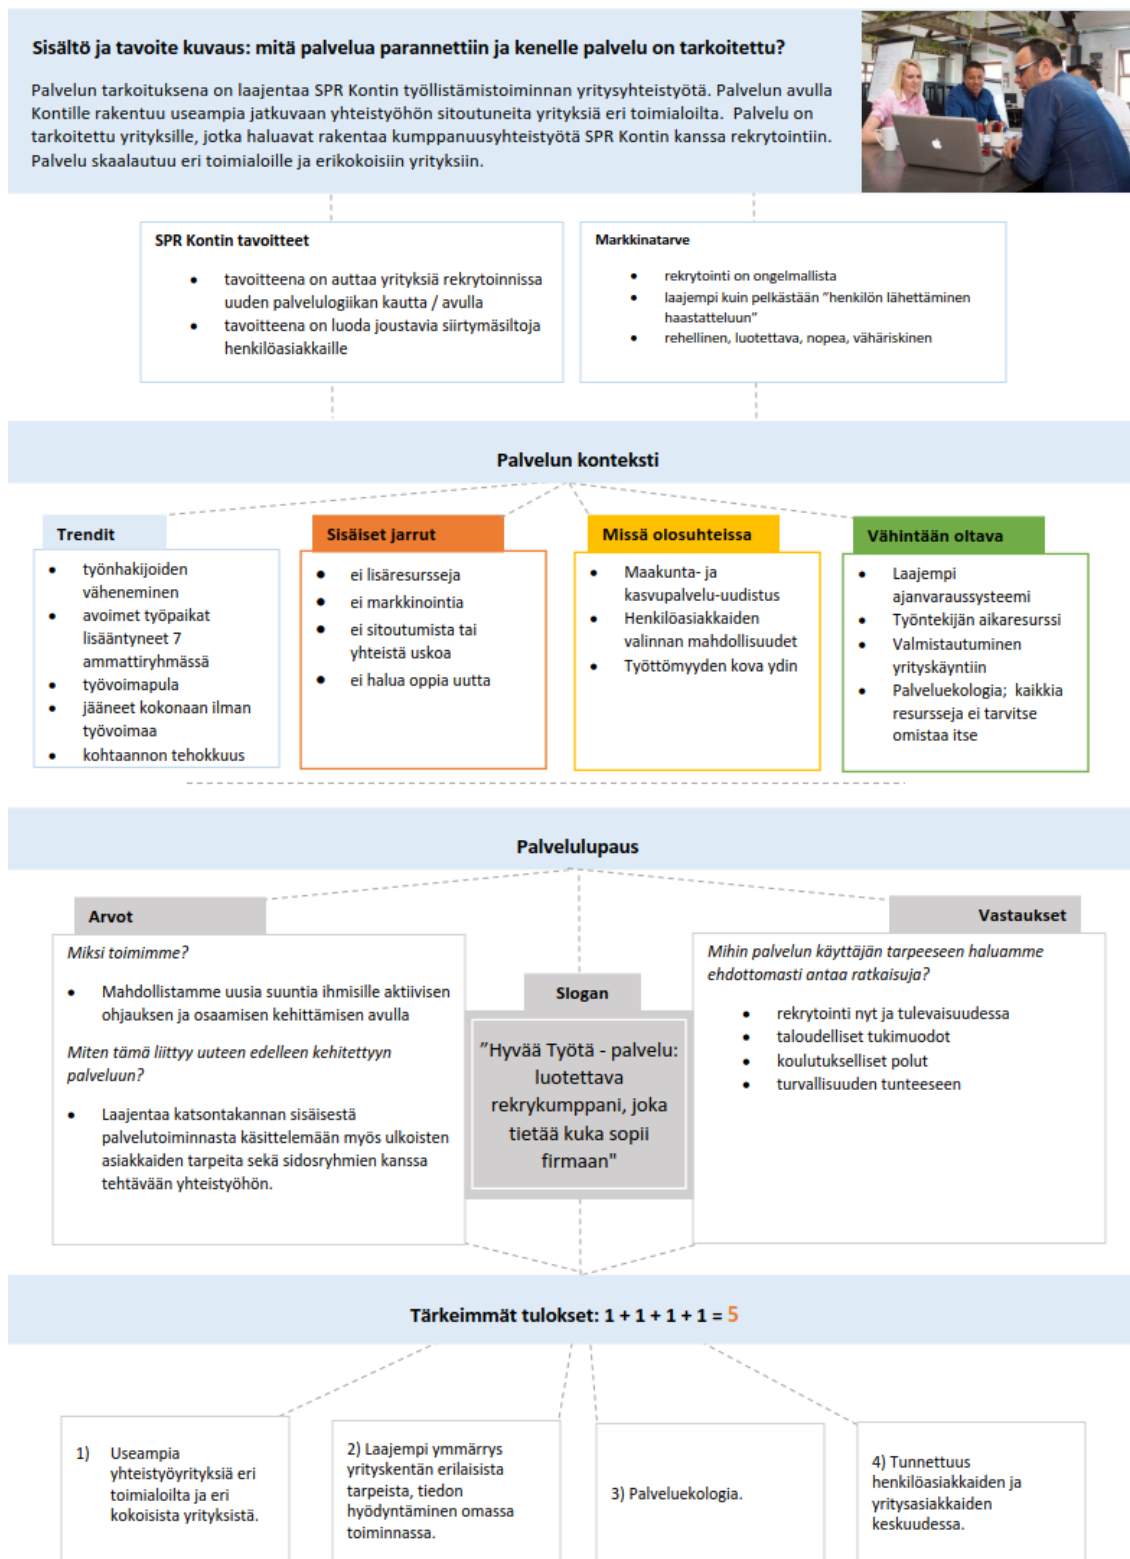 Sisältö ja tavoite kuvaus: mitä palvelua parannettiin ja kenelle palvelu on tarkoitettu?
Palvelun tarkoituksena on laajentaa SPR Kontin työllistämistoiminnan yritysyhteistyötä. Palvelun avulla
Kontille rakentuu useampia jatkuvaan yhteistyöhön sitoutuneita yrityksiä eri toimialoilta. Palvelu on
tarkoitettu yrityksille, jotka haluavat rakentaa kumppanuusyhteistyötä SPR Kontin kanssa rekrytointiin.
Palvelu skaalautuu eri toimialoille ja erikokoisiin yrityksiin.
SPR Kontin tavoitteet
• tavoitteena on auttaa yrityksiä rekrytoinnissa
uuden palvelulogiikan kautta / avulla
• tavoitteena on luoda joustavia siirtymäsiltoja
henkilöasiakkaille
Markkinatarve
• rekrytointi on ongelmallista
• laajempi kuin pelkästään ”henkilön lähettäminen
haastatteluun”
• rehellinen, luotettava, nopea, vähäriskinen
Palvelun konteksti
Trendit
• työnhakijoiden
väheneminen
• avoimet työpaikat
lisääntyneet 7
ammattiryhmässä
• työvoimapula
• jääneet kokonaan ilman
työvoimaa
• kohtaannon tehokkuus
Sisäiset jarrut
• ei lisäresursseja
• ei markkinointia
• ei sitoutumista tai
yhteistä uskoa
• ei halua oppia uutta
Missä olosuhteissa
• Maakunta- ja
kasvupalvelu-uudistus
• Henkilöasiakkaiden
valinnan mahdollisuudet
• Työttömyyden kova ydin
Vähintään oltava
• Laajempi
ajanvaraussysteemi
• Työntekijän aikaresurssi
• Valmistautuminen
yrityskäyntiin
• Palveluekologia; kaikkia
resursseja ei tarvitse
omistaa itse
Palvelulupaus
Arvot
Miksi toimimme?
• Mahdollistamme uusia suuntia ihmisille aktiivisen
ohjauksen ja osaamisen kehittämisen avulla
Miten tämä liittyy uuteen edelleen kehitettyyn
palveluun?
• Laajentaa katsontakannan sisäisestä
palvelutoiminnasta käsittelemään myös ulkoisten
asiakkaiden tarpeita sekä sidosryhmien kanssa
tehtävään yhteistyöhön.
Slogan
”Hyvää Työtä - palvelu:
luotettava
rekrykumppani, joka
tietää kuka sopii
firmaan"
Vastaukset
Mihin palvelun käyttäjän tarpeeseen haluamme
ehdottomasti antaa ratkaisuja?
• rekrytointi nyt ja tulevaisuudessa
• taloudelliset tukimuodot
• koulutukselliset polut
• turvallisuuden tunteeseen
Tärkeimmät tulokset: 1 + 1 + 1 + 1 = 5
1) Useampia
yhteistyöyrityksiä eri
toimialoilta ja eri
kokoisista yrityksistä.
2) Laajempi ymmärrys
yrityskentän erilaisista
tarpeista, tiedon
hyödyntäminen omassa
toiminnassa.
3) Palveluekologia.
4) Tunnettuus
henkilöasiakkaiden ja
yritysasiakkaiden
keskuudessa.